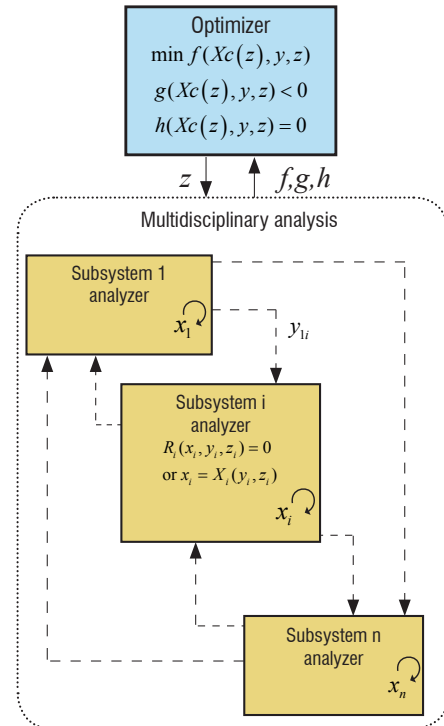 Optimizer
min f(Xc(z), y, z)
g(Xc(z), y, z) < 0
h(Xc(z), y, z) = 0
z
f,g,h
Multidisciplinary analysis
Subsystem 1
analyzer
x₁
y₁ᵢ
Subsystem i
analyzer
Rᵢ(xᵢ, yᵢ, zᵢ) = 0
or xᵢ = Xᵢ(yᵢ, zᵢ)
xᵢ
Subsystem n
analyzer
xₙ